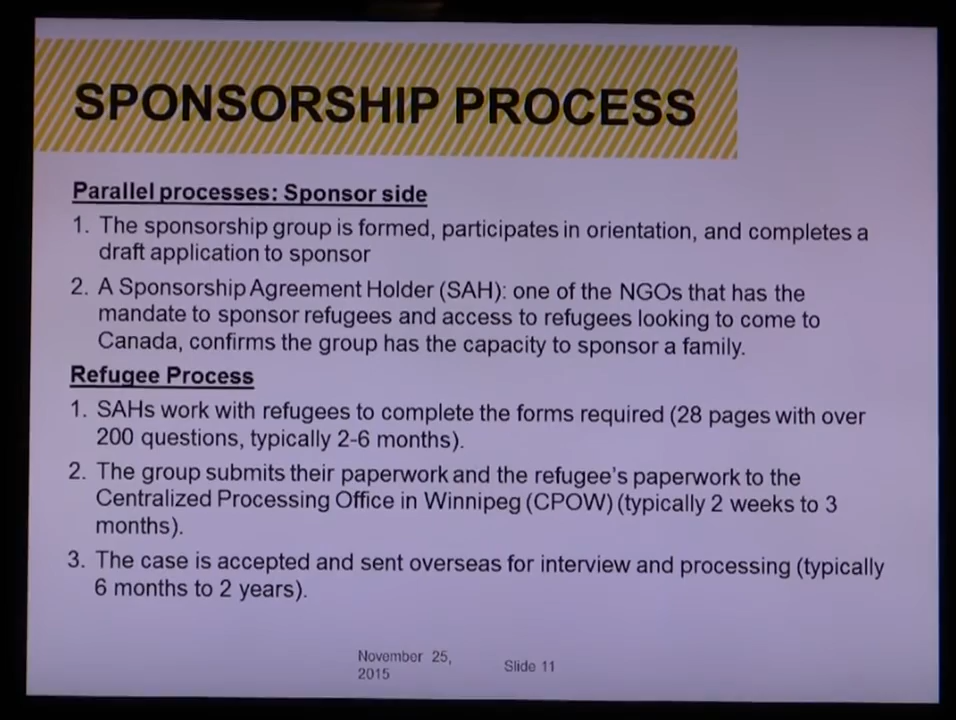 SPONSORSHIP PROCESS
Parallel processes: Sponsor side
1. The sponsorship group is formed, participates in orientation, and completes a
draft application to sponsor
2. A Sponsorship Agreement Holder (SAH): one of the NGOs that has the
mandate to sponsor refugees and access to refugees looking to come to
Canada, confirms the group has the capacity to sponsor a family.
Refugee Process
1. SAHs work with refugees to complete the forms required (28 pages with over
200 questions, typically 2-6 months).
2. The group submits their paperwork and the refugee’s paperwork to the
Centralized Processing Office in Winnipeg (CPOW) (typically 2 weeks to 3
months).
3. The case is accepted and sent overseas for interview and processing (typically
6 months to 2 years).
November 25,
2015
Slide 11